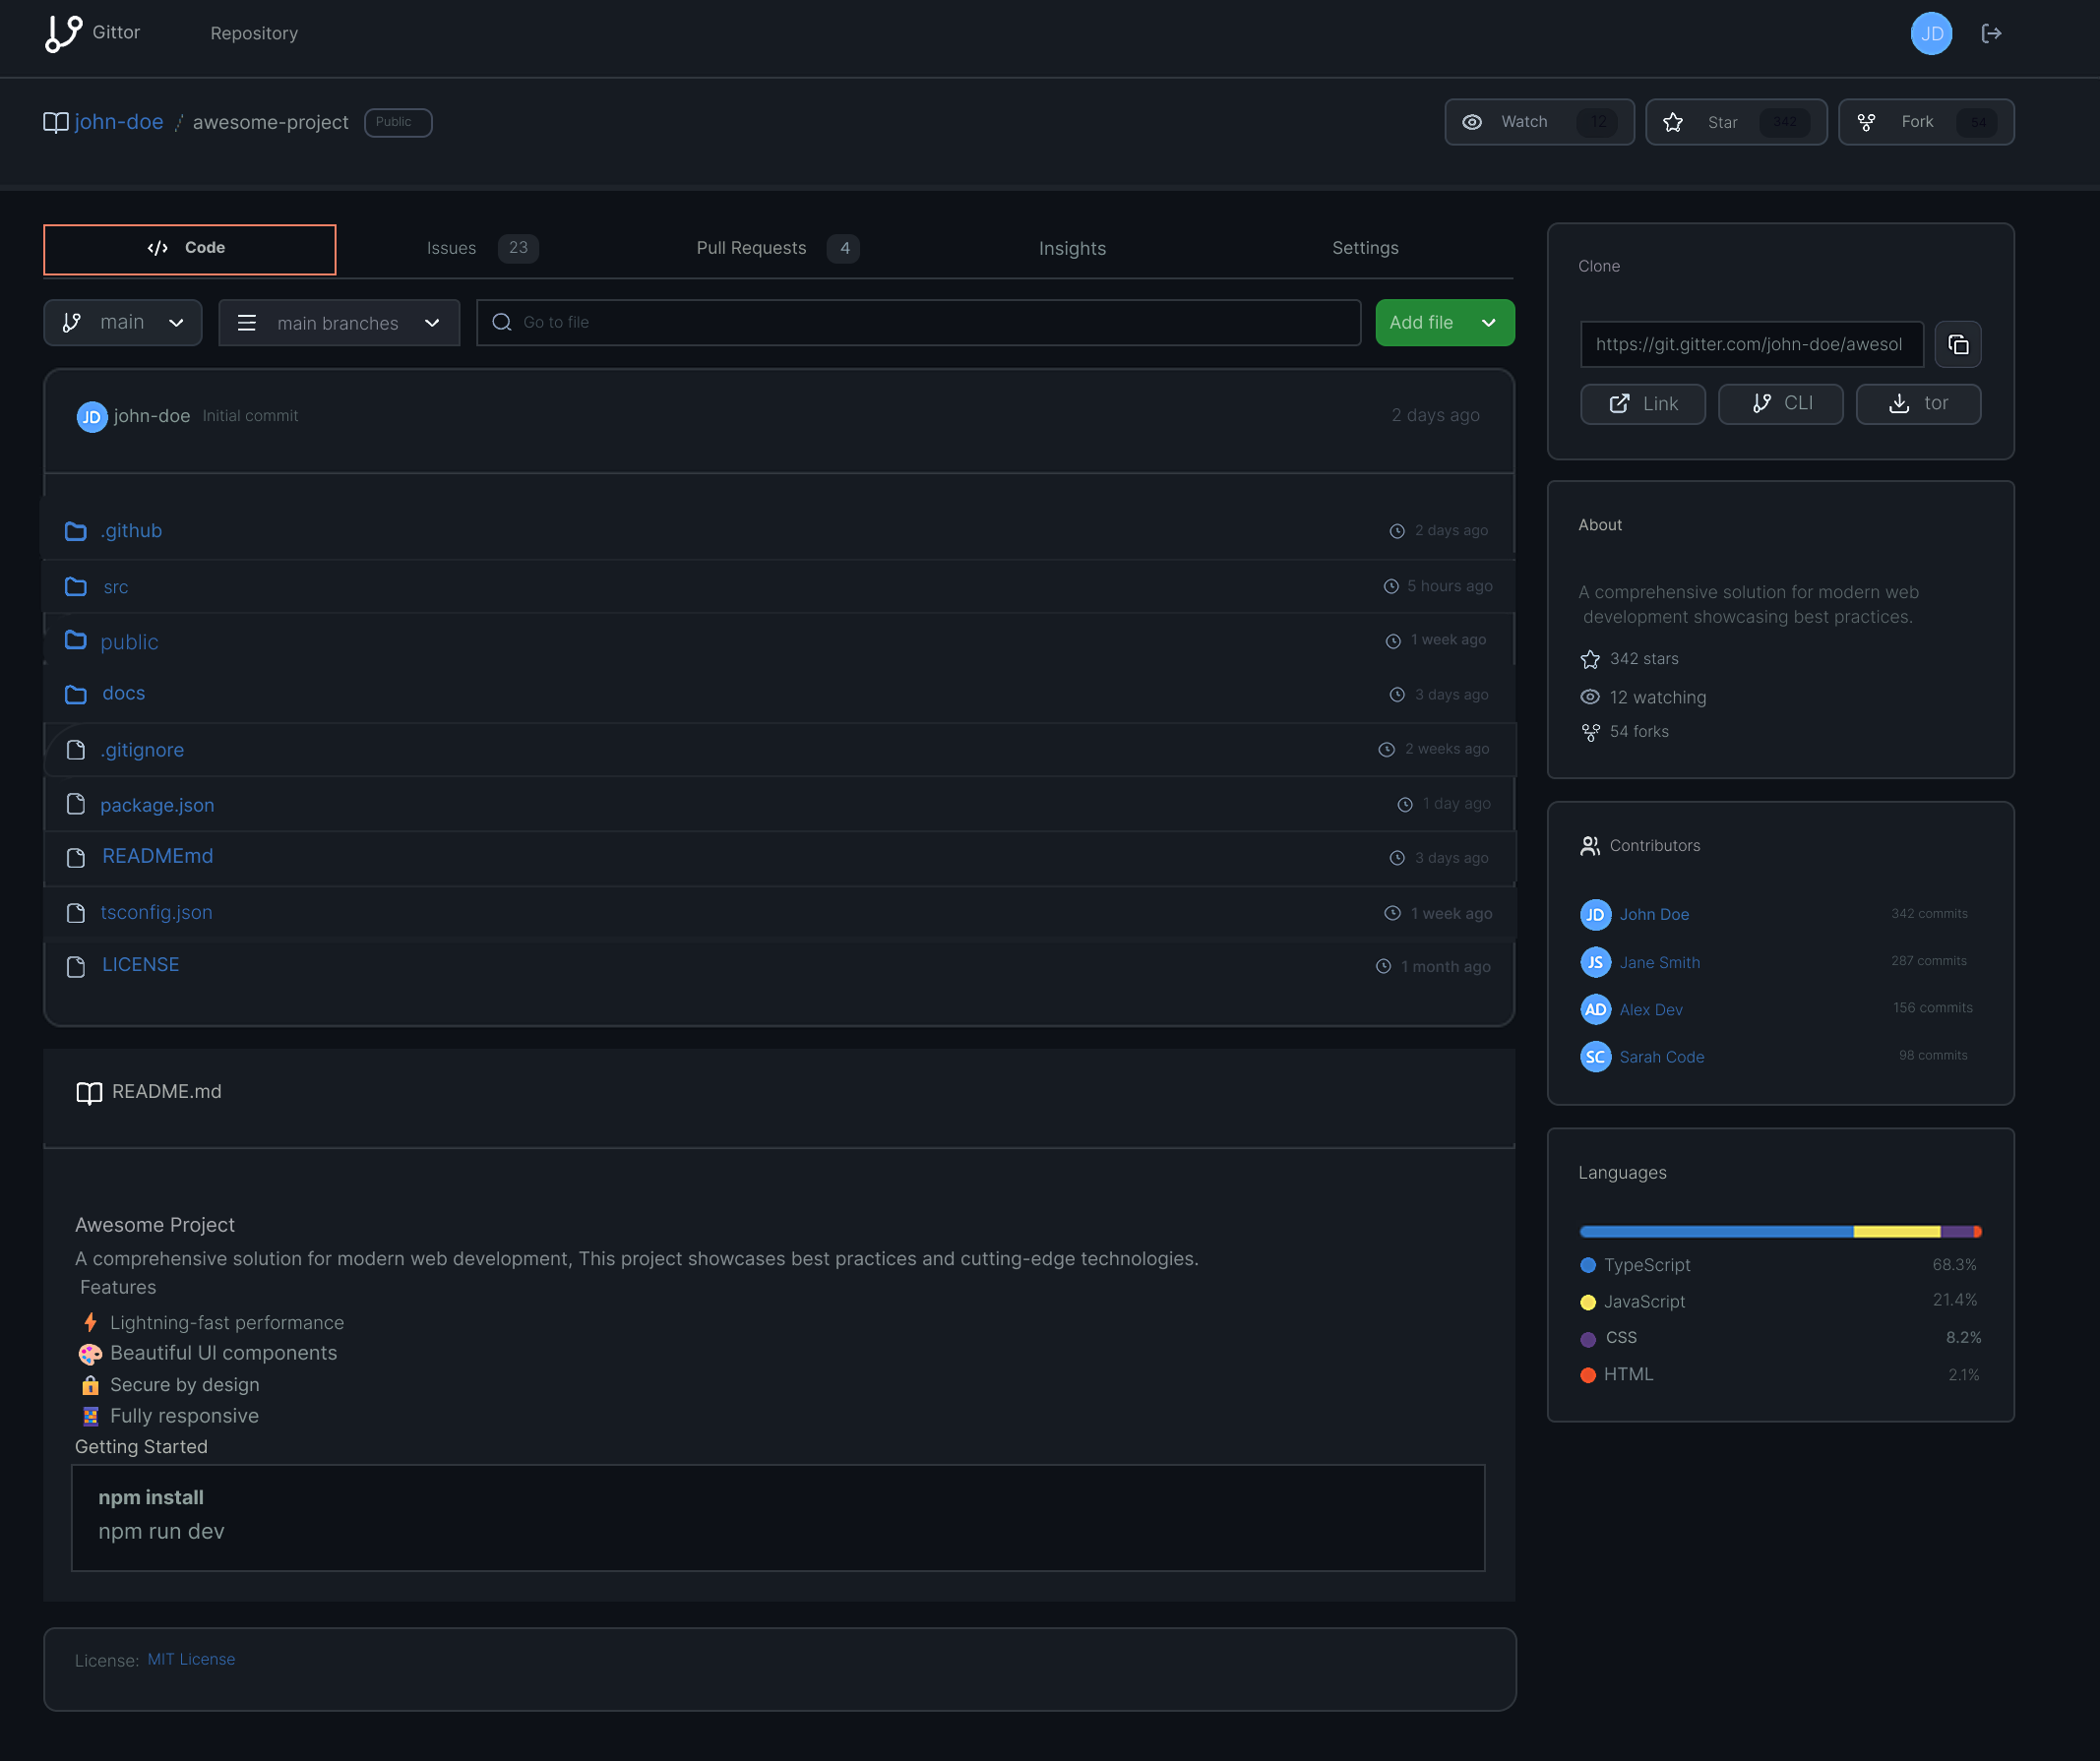 Gittor
Repository
JD
john-doe / awesome-project Public
Watch 12
Star 342
Fork 54
Code
Issues 23
Pull Requests 4
Insights
Settings
main
main branches
Go to file
Add file
JD john-doe Initial commit 2 days ago
.github 2 days ago
src 5 hours ago
public 1 week ago
docs 3 days ago
.gitignore 2 weeks ago
package.json 1 day ago
READMEmd 3 days ago
tsconfig.json 1 week ago
LICENSE 1 month ago
README.md
Awesome Project
A comprehensive solution for modern web development, This project showcases best practices and cutting-edge technologies.
Features
Lightning-fast performance
Beautiful UI components
Secure by design
Fully responsive
Getting Started
npm install
npm run dev
License: MIT License
Clone
https://git.gitter.com/john-doe/awesol
Link
CLI
tor
About
A comprehensive solution for modern web
development showcasing best practices.
342 stars
12 watching
54 forks
Contributors
JD John Doe 342 commits
JS Jane Smith 287 commits
AD Alex Dev 156 commits
SC Sarah Code 98 commits
Languages
TypeScript 68.3%
JavaScript 21.4%
CSS 8.2%
HTML 2.1%